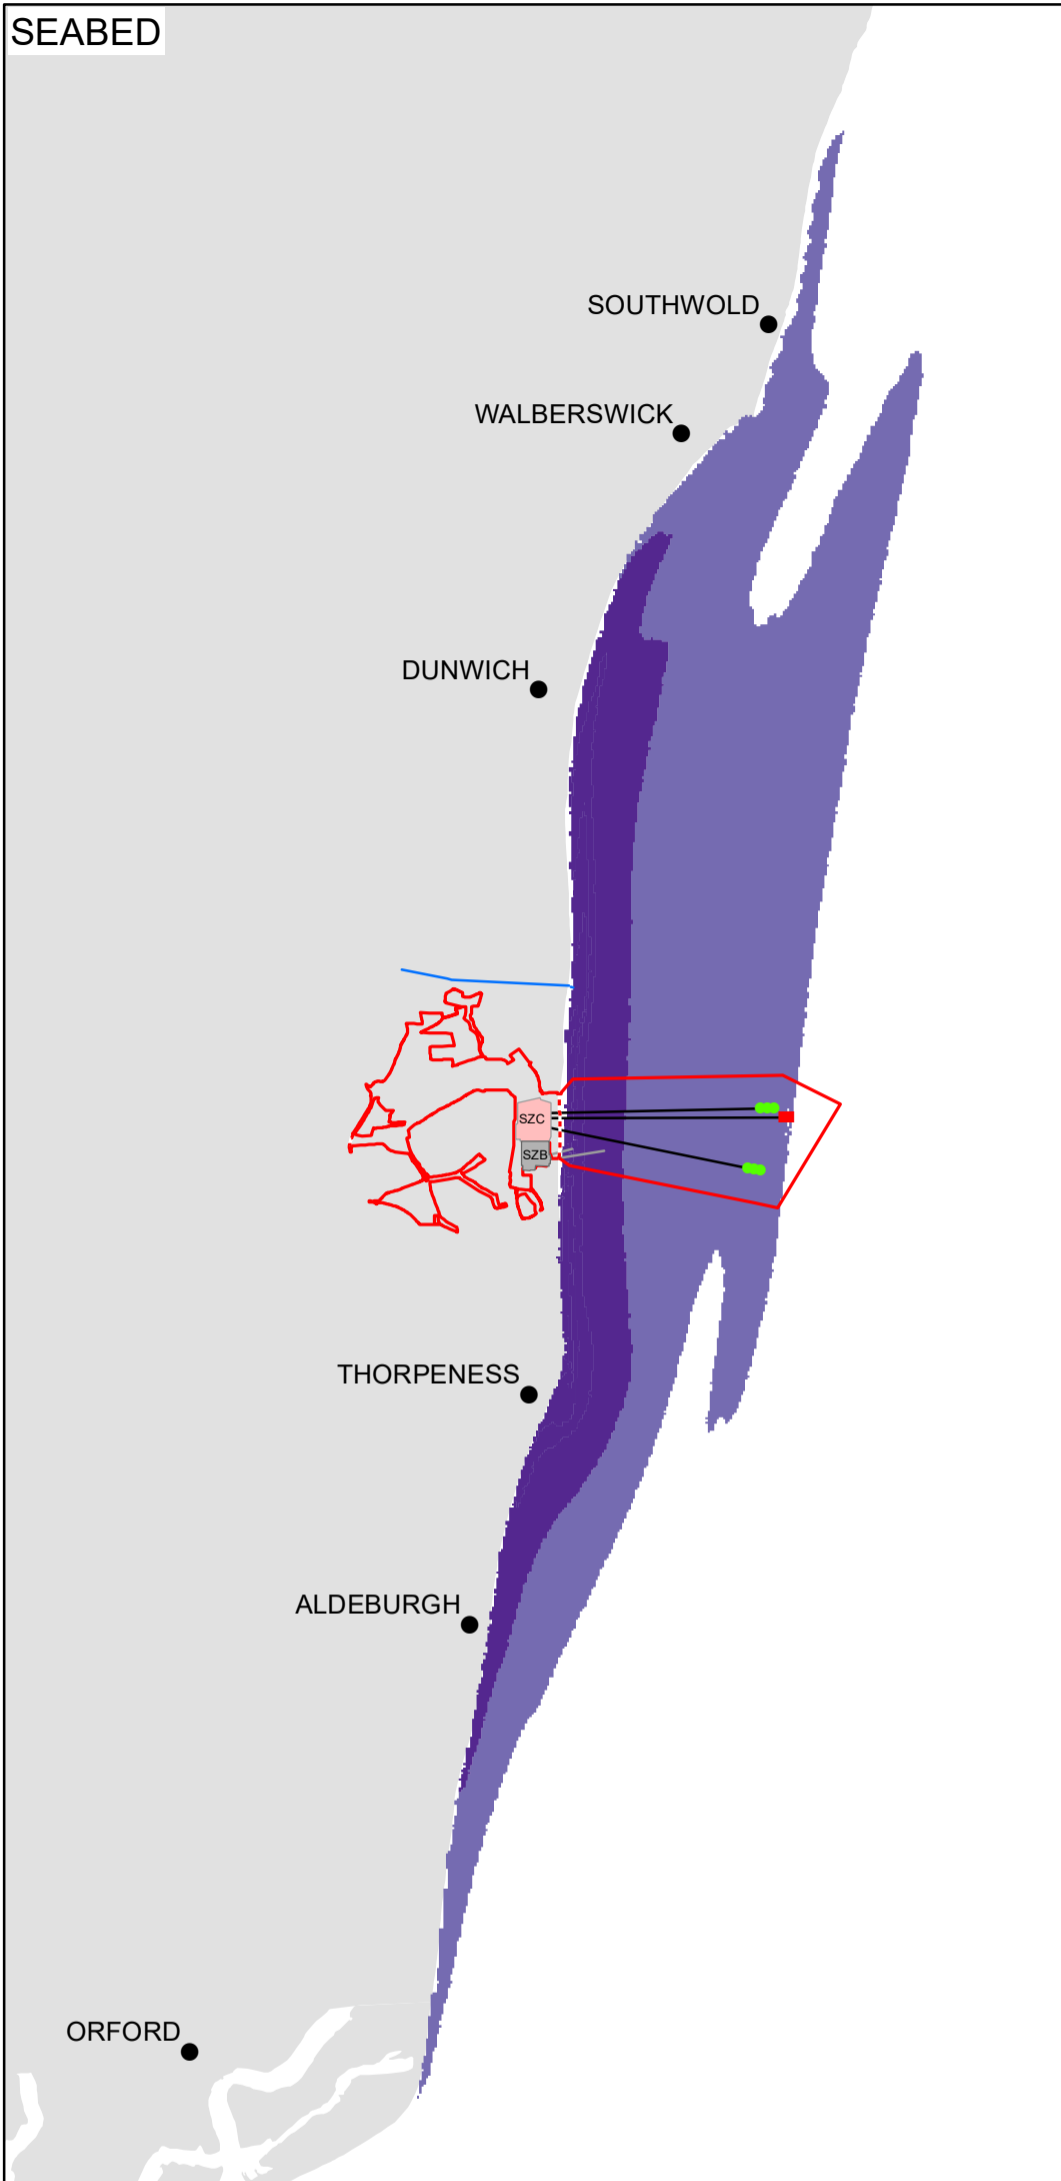 SEABED
SOUTHWOLD
WALBERSWICK
DUNWICH
SZC
SZB
THORPENESS
ALDEBURGH
ORFORD